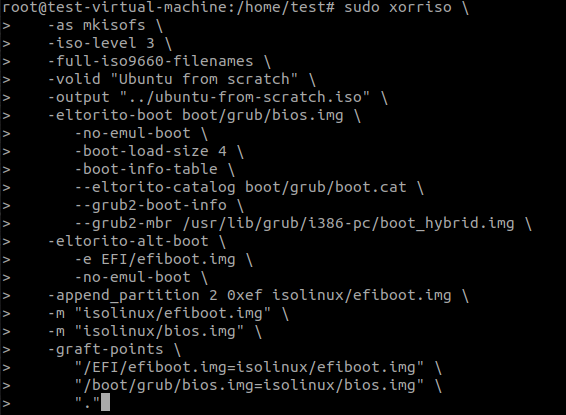 root@test-virtual-machine:/home/test# sudo xorriso \
>    -as mkisofs \
>    -iso-level 3 \
>    -full-iso9660-filenames \
>    -volid "Ubuntu from scratch" \
>    -output "../ubuntu-from-scratch.iso" \
>    -eltorito-boot boot/grub/bios.img \
>       -no-emul-boot \
>       -boot-load-size 4 \
>       -boot-info-table \
>       --eltorito-catalog boot/grub/boot.cat \
>       --grub2-boot-info \
>       --grub2-mbr /usr/lib/grub/i386-pc/boot_hybrid.img \
>    -eltorito-alt-boot \
>       -e EFI/efiboot.img \
>       -no-emul-boot \
>    -append_partition 2 0xef isolinux/efiboot.img \
>    -m "isolinux/efiboot.img" \
>    -m "isolinux/bios.img" \
>    -graft-points \
>       "/EFI/efiboot.img=isolinux/efiboot.img" \
>       "/boot/grub/bios.img=isolinux/bios.img" \
>       "."